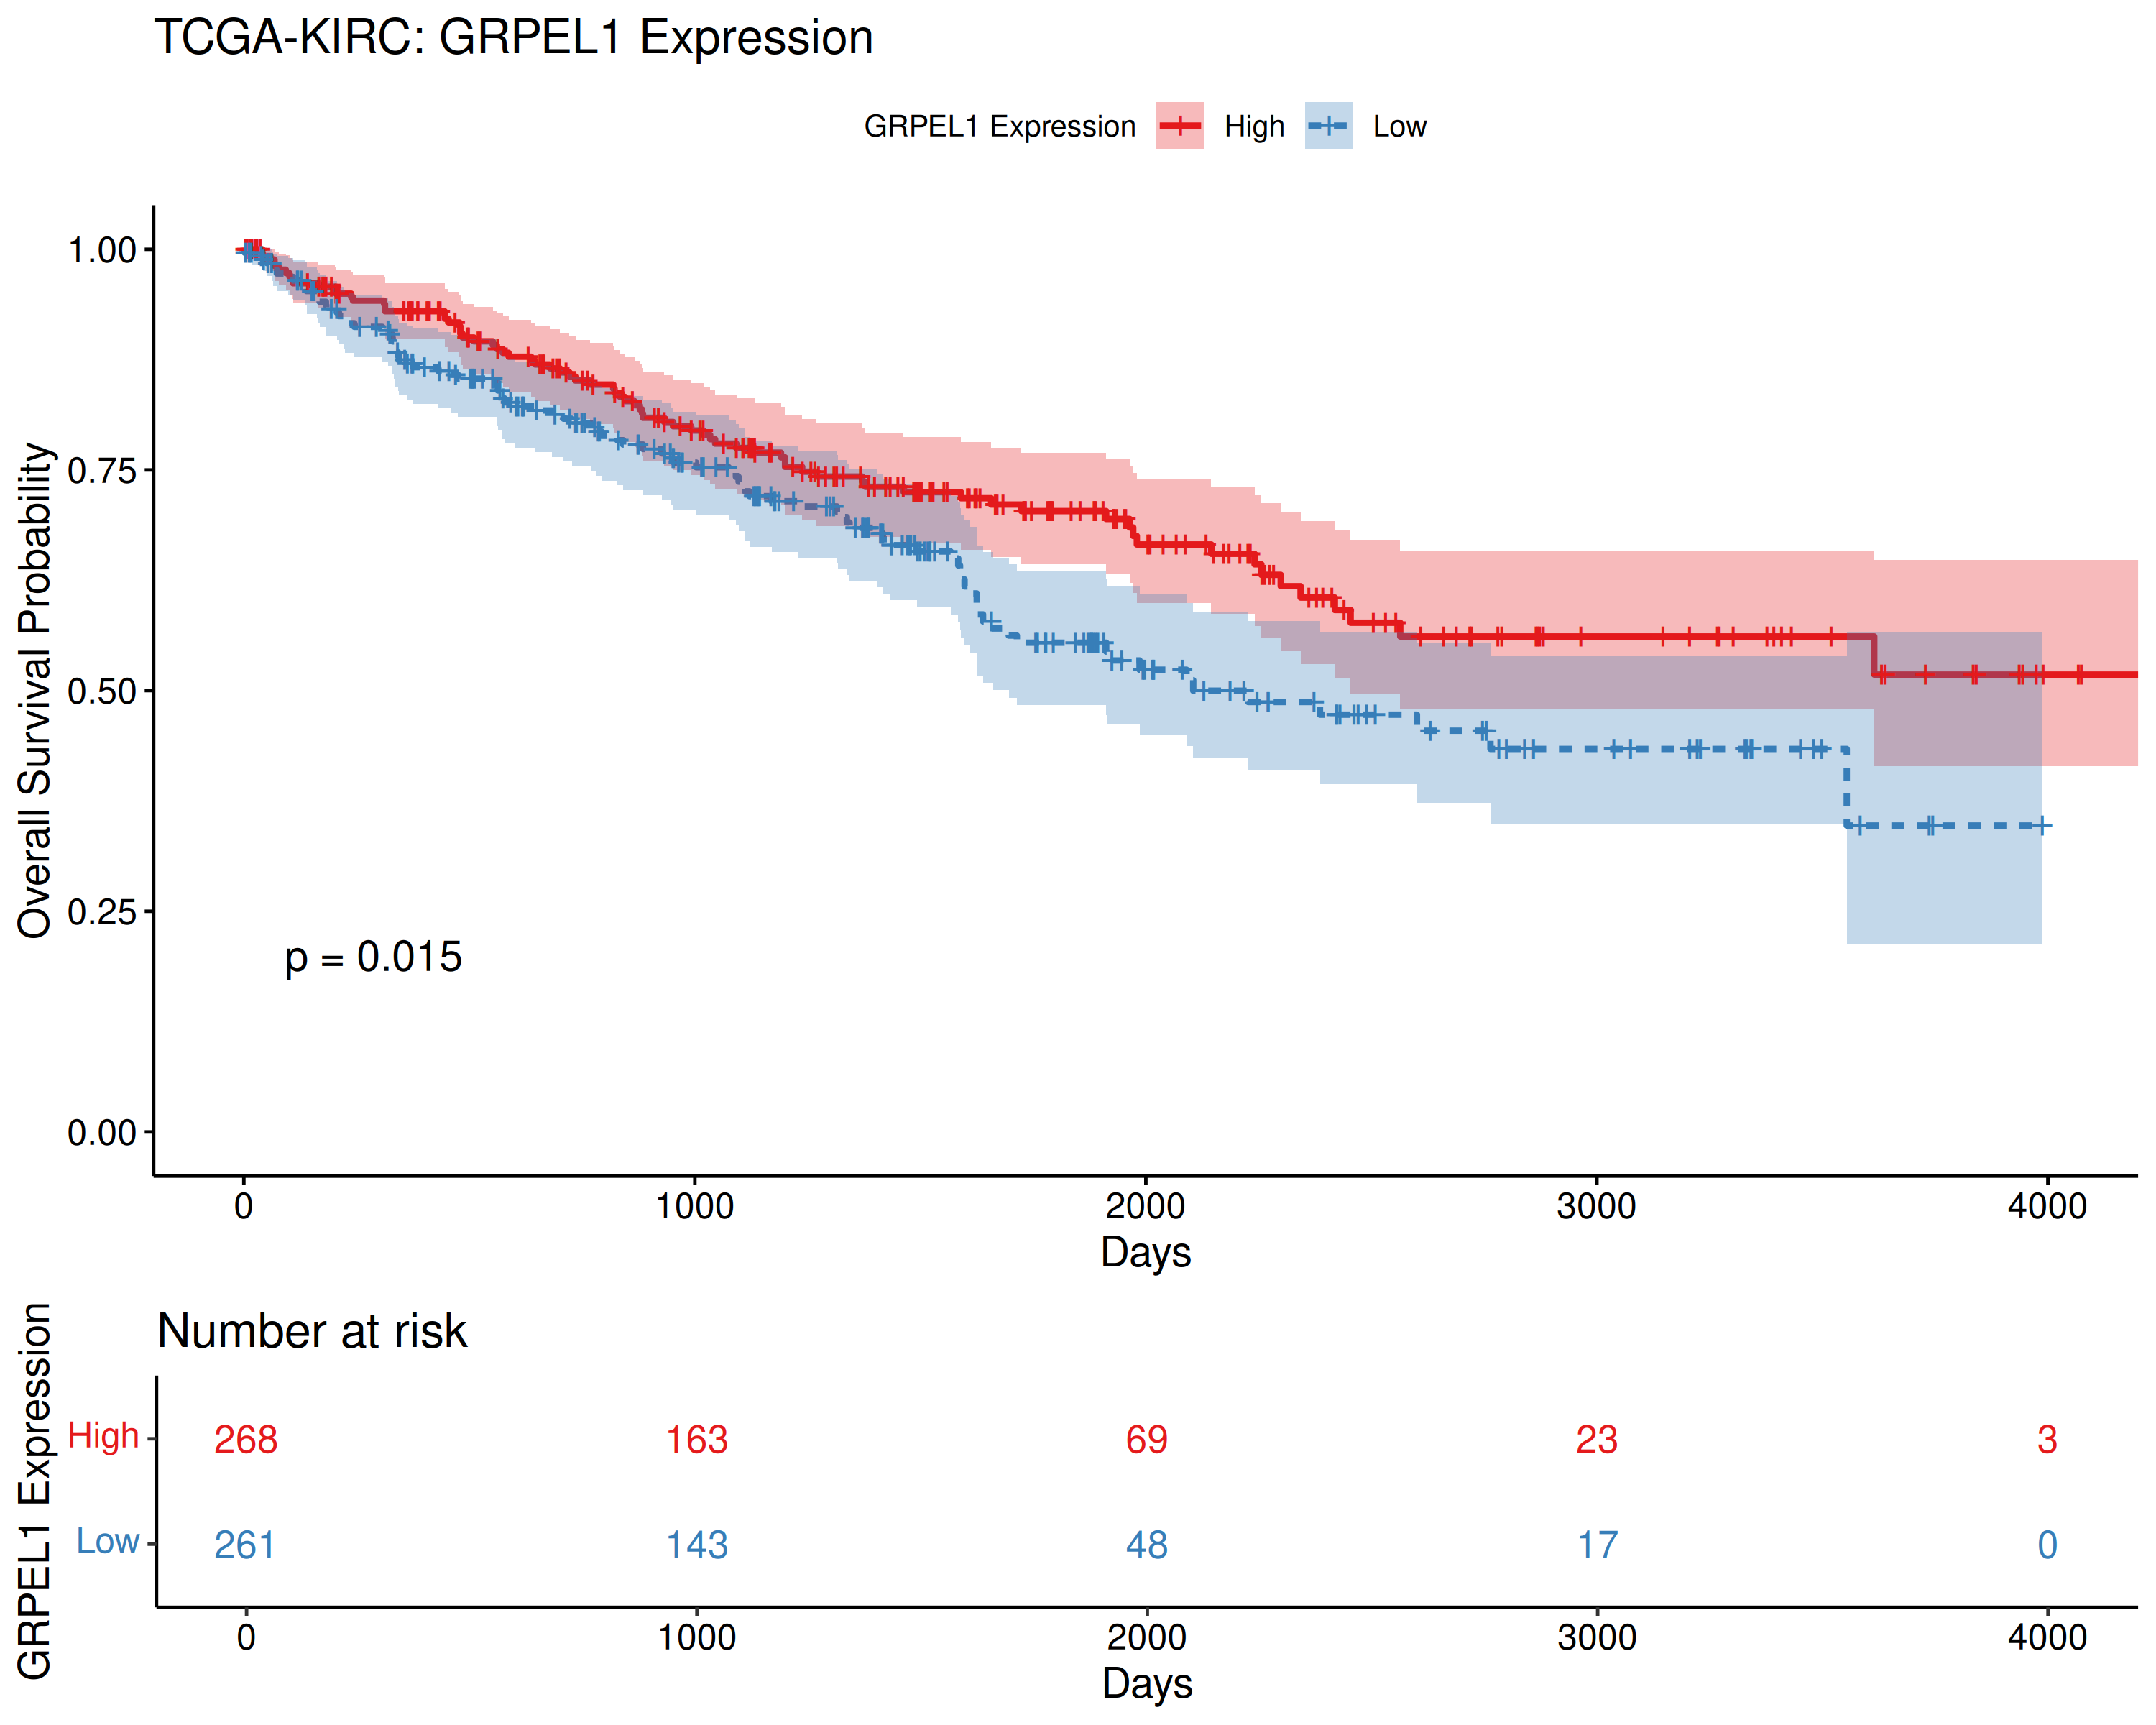 TCGA-KIRC: GRPEL1 Expression
GRPEL1 Expression High Low
Overall Survival Probability
1.00
0.75
0.50
0.25
0.00
p = 0.015
0 1000 2000 3000 4000
Days
Number at risk
GRPEL1 Expression
High 268 163 69 23 3
Low 261 143 48 17 0
0 1000 2000 3000 4000
Days